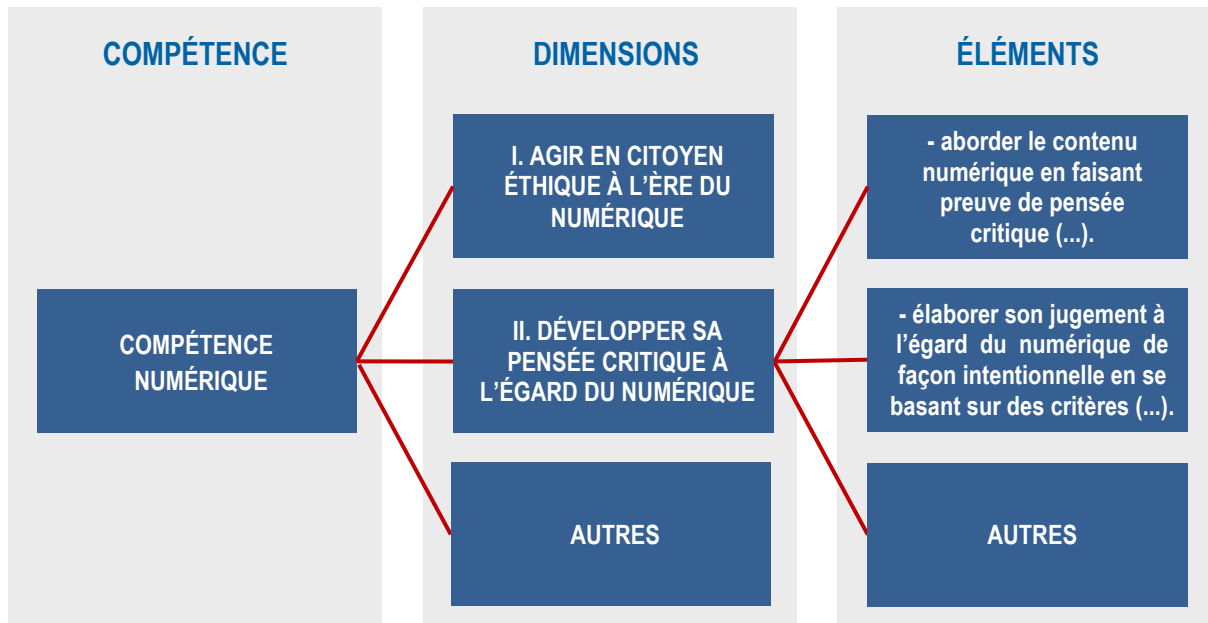 COMPÉTENCE
COMPÉTENCE
NUMÉRIQUE
DIMENSIONS
I. AGIR EN CITOYEN
ÉTHIQUE À L’ÈRE DU
NUMÉRIQUE
II. DÉVELOPPER SA
PENSÉE CRITIQUE À
L’ÉGARD DU NUMÉRIQUE
AUTRES
ÉLÉMENTS
- aborder le contenu
numérique en faisant
preuve de pensée
critique (...).
- élaborer son jugement à
l’égard du numérique de
façon intentionnelle en se
basant sur des critères (...).
AUTRES